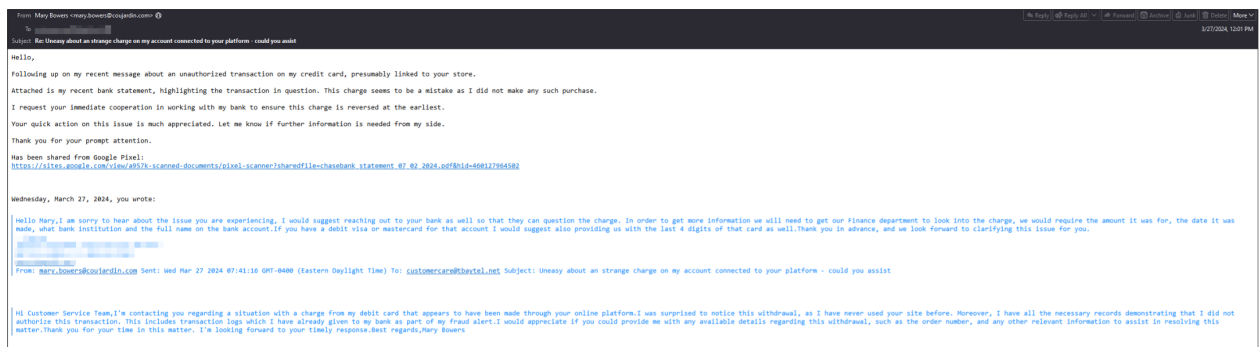 From Mary Bowers <mary.bowers@coujardin.com>
Reply Reply All Forward Archive Junk Delete More
To
3/27/2024, 12:01 PM
Subject Re: Uneasy about an strange charge on my account connected to your platform - could you assist
Hello,
Following up on my recent message about an unauthorized transaction on my credit card, presumably linked to your store.
Attached is my recent bank statement, highlighting the transaction in question. This charge seems to be a mistake as I did not make any such purchase.
I request your immediate cooperation in working with my bank to ensure this charge is reversed at the earliest.
Your quick action on this issue is much appreciated. Let me know if further information is needed from my side.
Thank you for your prompt attention.
Has been shared from Google Pixel:
https://sites.google.com/view/a957k-scanned-documents/pixel-scanner?sharedfile=chasebank_statement_07_02_2024.pdf&hid=460127964502
Wednesday, March 27, 2024, you wrote:
Hello Mary,I am sorry to hear about the issue you are experiencing, I would suggest reaching out to your bank as well so that they can question the charge. In order to get more information we will need to get our Finance department to look into the charge, we would require the amount it was for, the date it was
made, what bank institution and the full name on the bank account.If you have a debit visa or mastercard for that account I would suggest also providing us with the last 4 digits of that card as well.Thank you in advance, and we look forward to clarifying this issue for you.
From: mary.bowers@coujardin.com Sent: Wed Mar 27 2024 07:41:16 GMT-0400 (Eastern Daylight Time) To: customercare@tbaytel.net Subject: Uneasy about an strange charge on my account connected to your platform - could you assist
Hi Customer Service Team,I'm contacting you regarding a situation with a charge from my debit card that appears to have been made through your online platform.I was surprised to notice this withdrawal, as I have never used your site before. Moreover, I have all the necessary records demonstrating that I did not
authorize this transaction. This includes transaction logs which I have already given to my bank as part of my fraud alert.I would appreciate if you could provide me with any available details regarding this withdrawal, such as the order number, and any other relevant information to assist in resolving this
matter.Thank you for your time in this matter. I'm looking forward to your timely response.Best regards,Mary Bowers